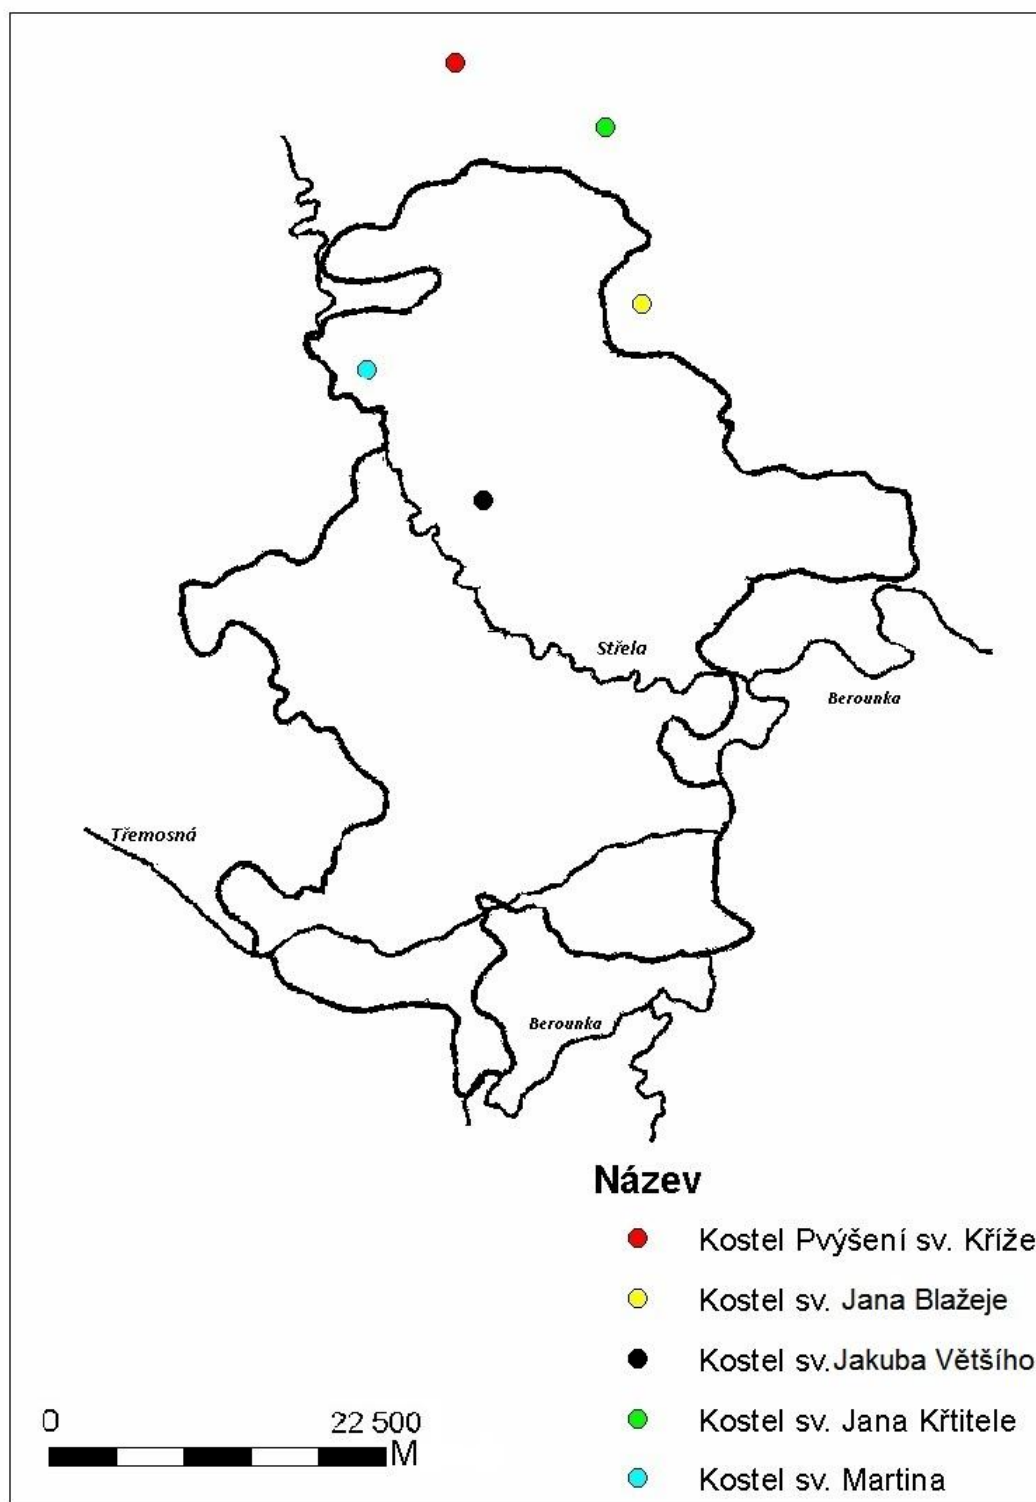 Střela
Berounka
Třemosná
Berounka
Název
Kostel Pvýšení sv. Kříže
Kostel sv. Jana Blažeje
Kostel sv.Jakuba Většího
Kostel sv. Jana Křtitele
Kostel sv. Martina
0 22 500
M